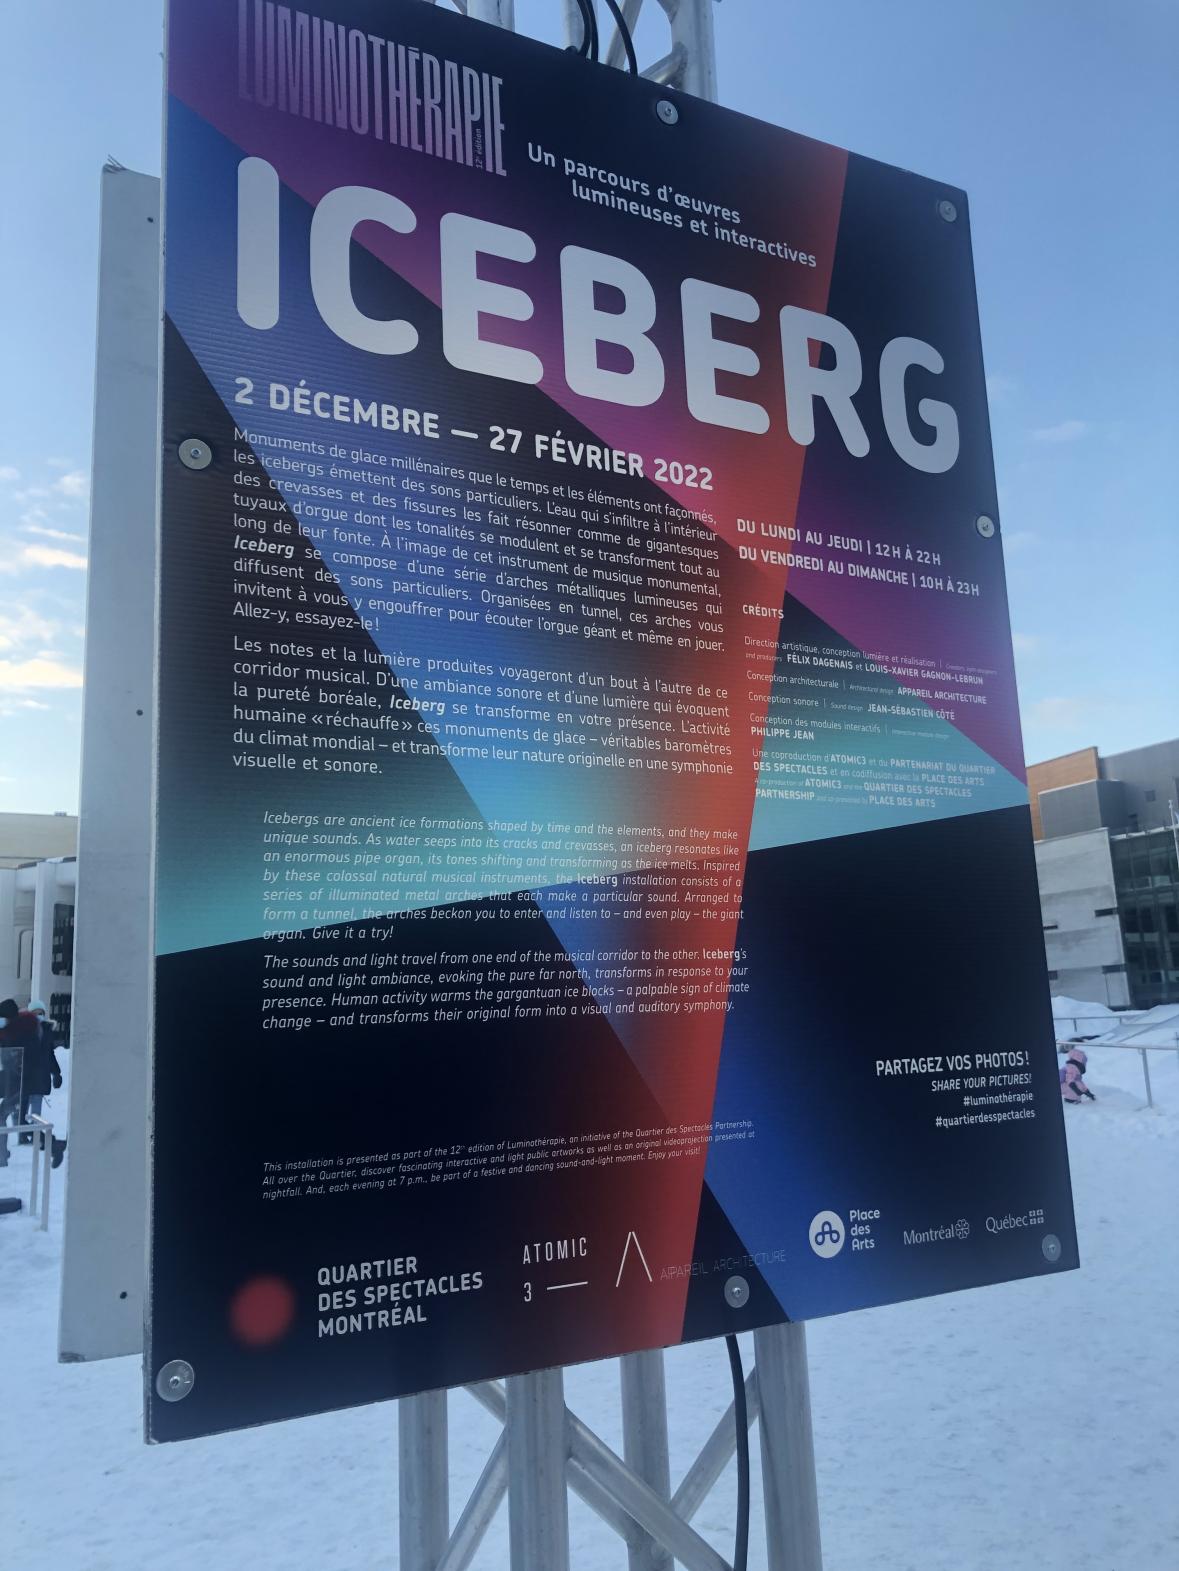 LUMINOTHÉRAPIE
12e édition
Un parcours d'œuvres
lumineuses et interactives
ICEBERG
2 DÉCEMBRE — 27 FÉVRIER 2022
Monuments de glace millénaires que le temps et les éléments ont façonnés,
les icebergs émettent des sons particuliers. L'eau qui s'infiltre à l'intérieur
des crevasses et des fissures les fait résonner comme de gigantesques
tuyaux d'orgue dont les tonalités se modulent et se transforment tout au
long de leur fonte. À l'image de cet instrument de musique monumental,
Iceberg se compose d'une série d'arches métalliques lumineuses qui
diffusent des sons particuliers. Organisées en tunnel, ces arches vous
invitent à vous y engouffrer pour écouter l'orgue géant et même en jouer.
Allez-y, essayez-le!
Les notes et la lumière produites voyageront d'un bout à l'autre de ce
corridor musical. D'une ambiance sonore et d'une lumière qui évoquent
la pureté boréale, Iceberg se transforme en votre présence. L'activité
humaine «réchauffe» ces monuments de glace – véritables baromètres
du climat mondial – et transforme leur nature originelle en une symphonie
visuelle et sonore.
Icebergs are ancient ice formations shaped by time and the elements, and they make
unique sounds. As water seeps into its cracks and crevasses, an iceberg resonates like
an enormous pipe organ, its tones shifting and transforming as the ice melts. Inspired
by these colossal natural musical instruments, the Iceberg installation consists of a
series of illuminated metal arches that each make a particular sound. Arranged to
form a tunnel, the arches beckon you to enter and listen to – and even play – the giant
organ. Give it a try!
The sounds and light travel from one end of the musical corridor to the other. Iceberg's
sound and light ambiance, evoking the pure far north, transforms in response to your
presence. Human activity warms the gargantuan ice blocks – a palpable sign of climate
change – and transforms their original form into a visual and auditory symphony.
DU LUNDI AU JEUDI | 12H À 22H
DU VENDREDI AU DIMANCHE | 10H À 23H
CRÉDITS
Direction artistique, conception lumière et réalisation | Creators, light designers
and producers FÉLIX DAGENAIS et LOUIS-XAVIER GAGNON-LEBRUN
Conception architecturale | Architectural design APPAREIL ARCHITECTURE
Conception sonore | Sound design JEAN-SÉBASTIEN CÔTÉ
Conception des modules interactifs | Interactive module design
PHILIPPE JEAN
Une coproduction d'ATOMIC3 et du PARTENARIAT DU QUARTIER
DES SPECTACLES et en codiffusion avec la PLACE DES ARTS
A co-production of ATOMIC3 and the QUARTIER DES SPECTACLES
PARTNERSHIP and co-presented by PLACE DES ARTS
PARTAGEZ VOS PHOTOS!
SHARE YOUR PICTURES!
#luminothérapie
#quartierdesspectacles
This installation is presented as part of the 12th edition of Luminothérapie, an initiative of the Quartier des Spectacles Partnership.
All over the Quartier, discover fascinating interactive and light public artworks as well as an original videoprojection presented at
nightfall. And, each evening at 7 p.m., be part of a festive and dancing sound-and-light moment. Enjoy your visit!
QUARTIER
DES SPECTACLES
MONTRÉAL
ATOMIC
3
APPAREIL ARCHITECTURE
Place
des
Arts
Montréal
Québec